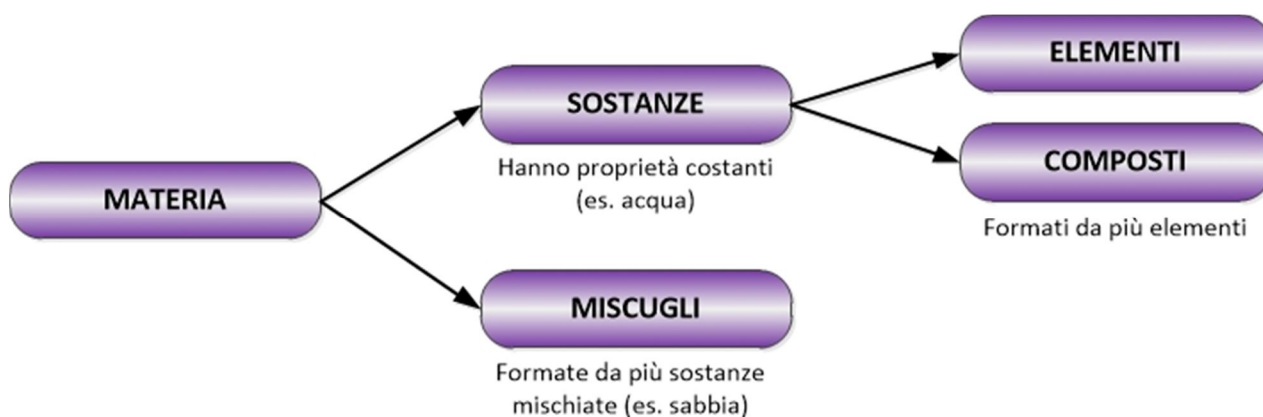 MATERIA
SOSTANZE
Hanno proprietà costanti
(es. acqua)
MISCUGLI
Formate da più sostanze
mischiate (es. sabbia)
ELEMENTI
COMPOSTI
Formati da più elementi